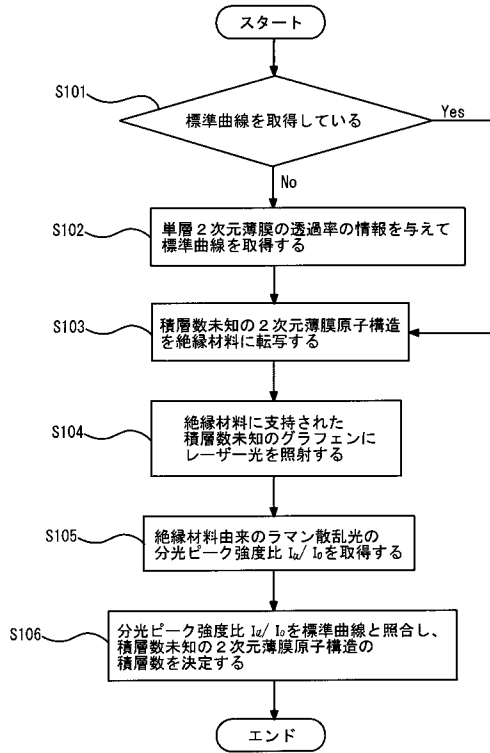 スタート
S101
標準曲線を取得している
Yes
No
S102
単層２次元薄膜の透過率の情報を与えて
標準曲線を取得する
S103
積層数未知の２次元薄膜原子構造
を絶縁材料に転写する
S104
絶縁材料に支持された
積層数未知のグラフェンに
レーザー光を照射する
S105
絶縁材料由来のラマン散乱光の
分光ピーク強度比 Iα/ I₀を取得する
S106
分光ピーク強度比 Iα/ I₀を標準曲線と照合し、
積層数未知の２次元薄膜原子構造の
積層数を決定する
エンド